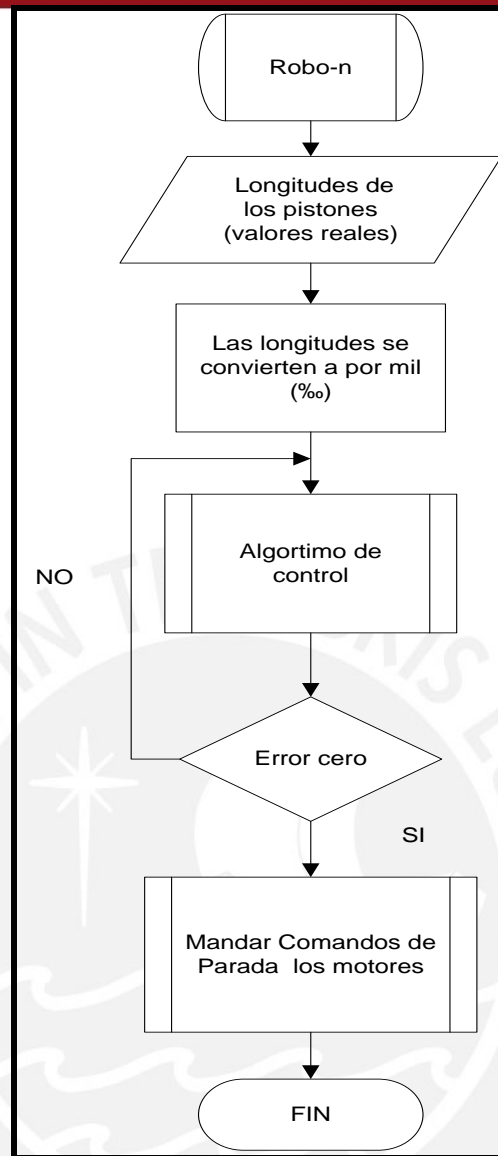 Robo-n
Longitudes de
los pistones
(valores reales)
Las longitudes se
convierten a por mil
(‰)
Algortimo de
control
NO
Error cero
SI
Mandar Comandos de
Parada los motores
FIN